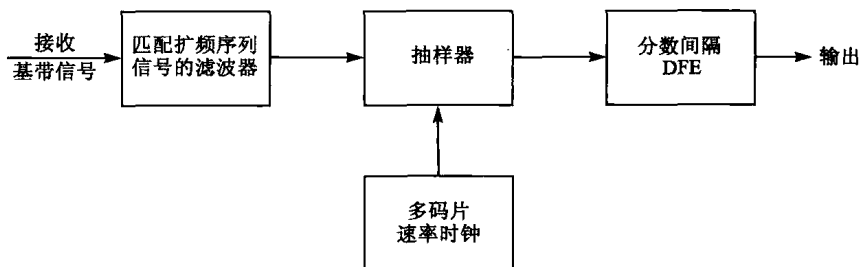 接收
基带信号
匹配扩频序列
信号的滤波器
抽样器
分数间隔
DFE
输出
多码片
速率时钟